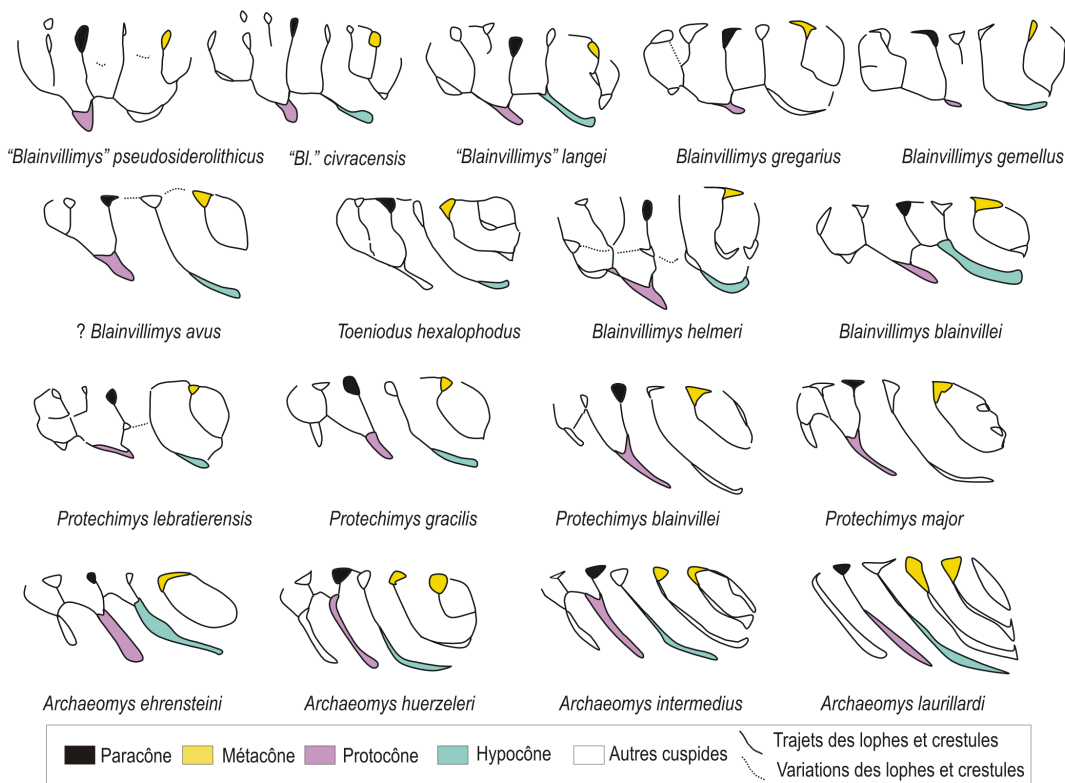 “Blainvillimys” pseudosiderolithicus
“Bl.” civracensis
“Blainvillimys” langei
Blainvillimys gregarius
Blainvillimys gemellus
? Blainvillimys avus
Toeniodus hexalophodus
Blainvillimys helmeri
Blainvillimys blainvillei
Protechimys lebratierensis
Protechimys gracilis
Protechimys blainvillei
Protechimys major
Archaeomys ehrensteini
Archaeomys huerzeleri
Archaeomys intermedius
Archaeomys laurillardi
Paracône
Métacône
Protocône
Hypocône
Autres cuspides
Trajets des lophes et crestules
Variations des lophes et crestules